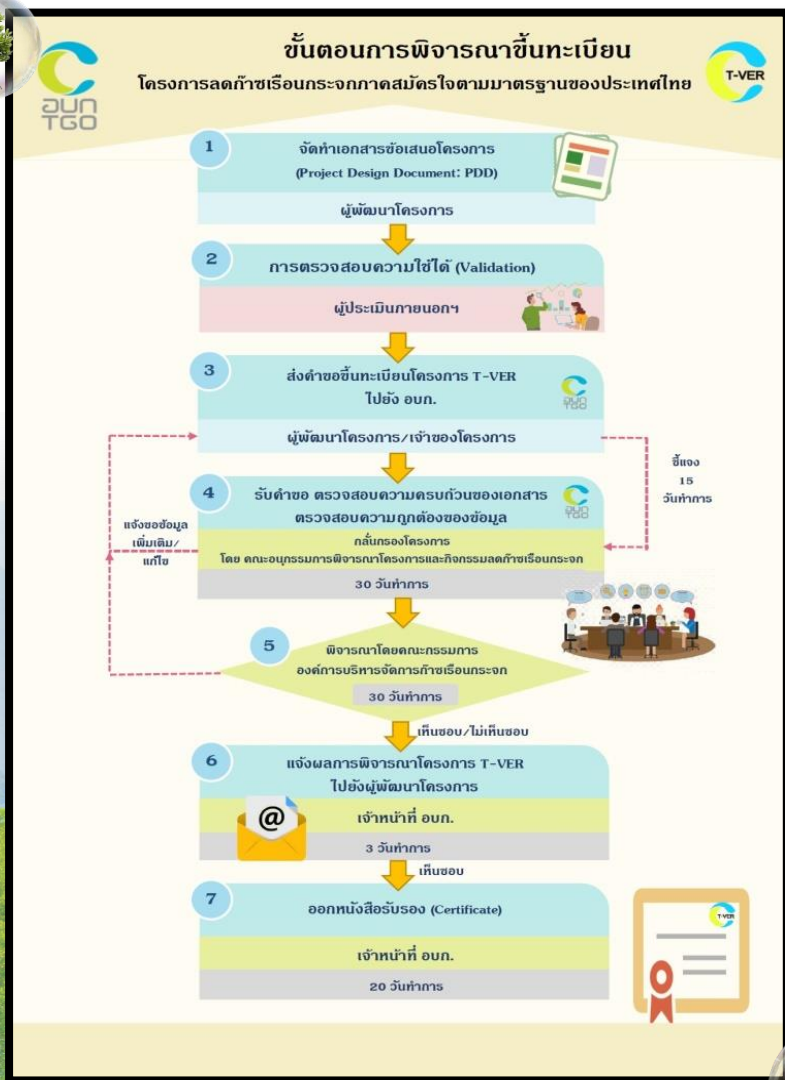 ขั้นตอนการพิจารณาขึ้นทะเบียน
โครงการลดก๊าซเรือนกระจกภาคสมัครใจตามมาตรฐานของประเทศไทย
อบก
TGO
T-VER
1
จัดทำเอกสารข้อเสนอโครงการ
(Project Design Document: PDD)
ผู้พัฒนาโครงการ
2
การตรวจสอบความใช้ได้ (Validation)
ผู้ประเมินภายนอกฯ
3
ส่งคำขอขึ้นทะเบียนโครงการ T-VER
ไปยัง อบก.
อบก
TGO
ผู้พัฒนาโครงการ/เจ้าของโครงการ
ชี้แจง
15
วันทำการ
4
รับคำขอ ตรวจสอบความครบถ้วนของเอกสาร
ตรวจสอบความถูกต้องของข้อมูล
อบก
TGO
กลั่นกรองโครงการ
โดย คณะอนุกรรมการพิจารณาโครงการและกิจกรรมลดก๊าซเรือนกระจก
30 วันทำการ
แจ้งขอข้อมูล
เพิ่มเติม/
แก้ไข
5
พิจารณาโดยคณะกรรมการ
องค์การบริหารจัดการก๊าซเรือนกระจก
30 วันทำการ
เห็นชอบ/ไม่เห็นชอบ
6
แจ้งผลการพิจารณาโครงการ T-VER
ไปยังผู้พัฒนาโครงการ
@
เจ้าหน้าที่ อบก.
3 วันทำการ
เห็นชอบ
7
ออกหนังสือรับรอง (Certificate)
เจ้าหน้าที่ อบก.
20 วันทำการ
T-VER